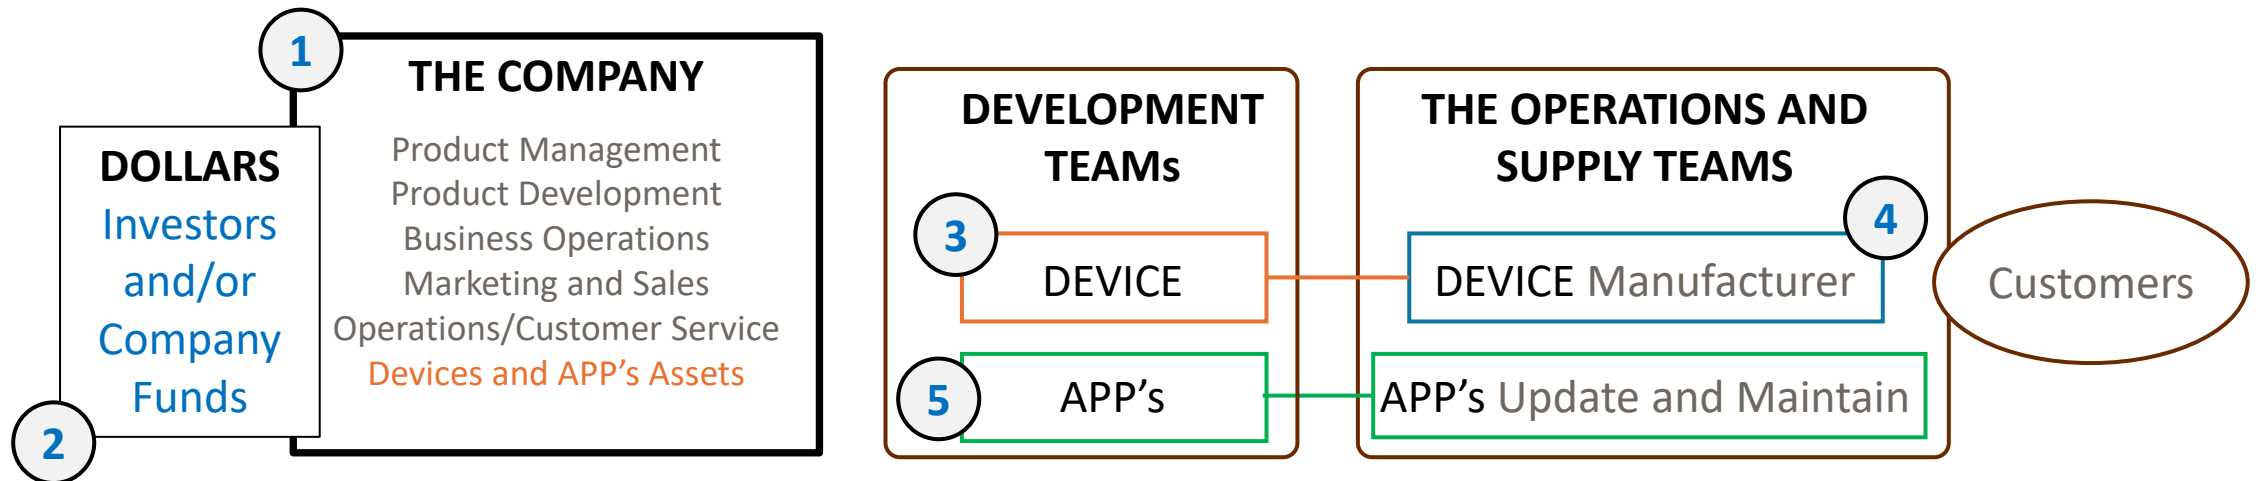 1
THE COMPANY
Product Management
Product Development
Business Operations
Marketing and Sales
Operations/Customer Service
Devices and APP’s Assets
DOLLARS
Investors
and/or
Company
Funds
2
DEVELOPMENT
TEAMs
3
DEVICE
5
APP’s
THE OPERATIONS AND
SUPPLY TEAMS
4
DEVICE Manufacturer
APP’s Update and Maintain
Customers